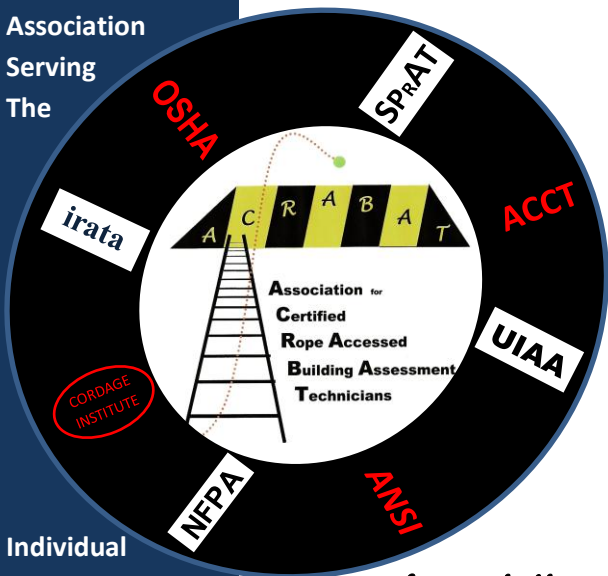 Association
Serving
The
OSHA
SPRAT
ACCT
irata
UIAA
CORDAGE
INSTITUTE
NFPA
ANSI
A C R A B A T
Association for
Certified
Rope Accessed
Building Assessment
Technicians
Individual